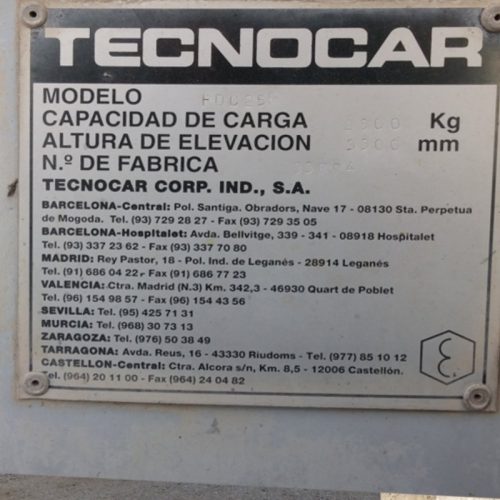 TECNOCAR
MODELO
CAPACIDAD DE CARGA Kg
ALTURA DE ELEVACION mm
N.º DE FABRICA
TECNOCAR CORP. IND., S.A.
BARCELONA-Central: Pol. Santiga. Obradors, Nave 17 - 08130 Sta. Perpetua
de Mogoda. Tel. (93) 729 28 27 - Fax (93) 729 35 05
BARCELONA-Hospitalet: Avda. Bellvitge, 339 - 341 - 08918 Hospitalet
Tel. (93) 337 23 62 - Fax (93) 337 70 80
MADRID: Rey Pastor, 18 - Pol. Ind. de Leganés - 28914 Leganés
Tel. (91) 686 04 22 - Fax (91) 686 77 23
VALENCIA: Ctra. Madrid (N.3) Km. 342,3 - 46930 Quart de Poblet
Tel. (96) 154 98 57 - Fax (96) 154 43 56
SEVILLA: Tel. (95) 425 71 31
MURCIA: Tel. (968) 30 73 13
ZARAGOZA: Tel. (976) 50 38 49
TARRAGONA: Avda. Reus, 16 - 43330 Riudoms - Tel. (977) 85 10 12
CASTELLON-Central: Ctra. Alcora s/n, Km. 8,5 - 12006 Castellón.
Tel. (964) 20 11 00 - Fax (964) 24 04 82